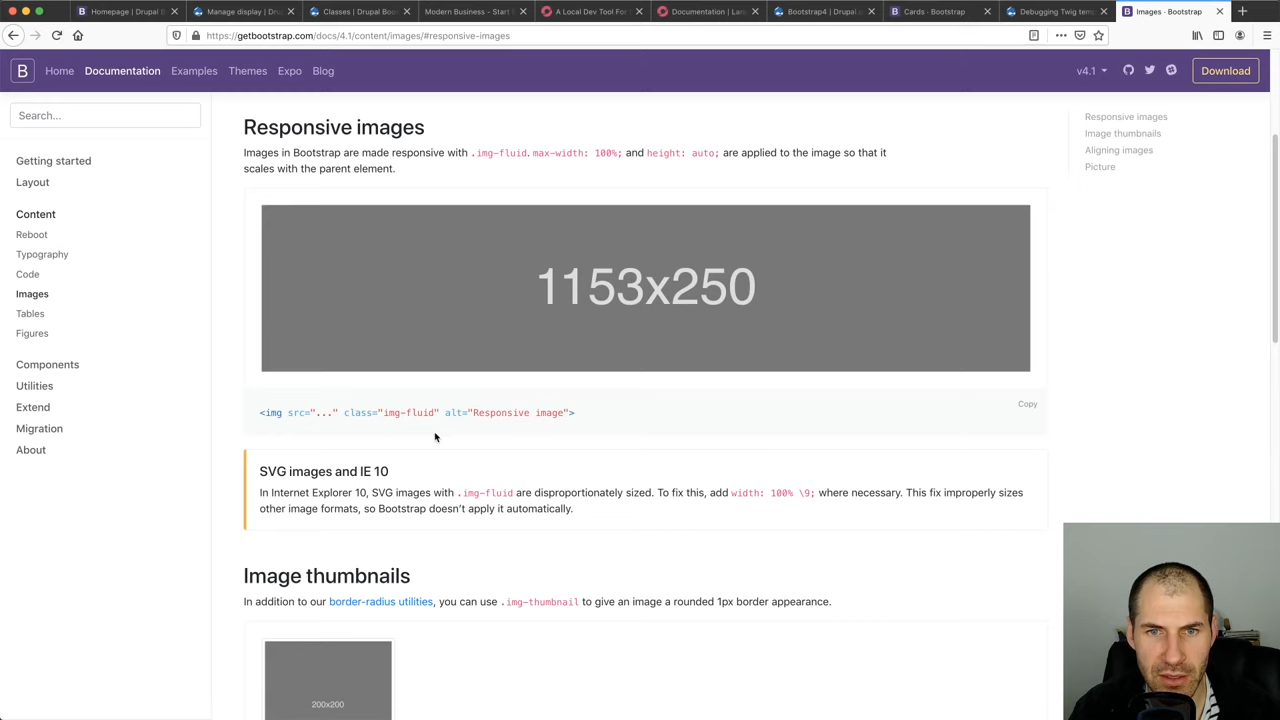 Homepage | Drupal B
Manage display | Dru
Classes | Drupal Boo
Modern Business - Start B
A Local Dev Tool For
Documentation | Lan
Bootstrap4 | Drupal.o
Cards · Bootstrap
Debugging Twig tem
Images · Bootstrap
https://getbootstrap.com/docs/4.1/content/images/#responsive-images
B Home Documentation Examples Themes Expo Blog v4.1 Download
Search...
Getting started
Layout
Content
Reboot
Typography
Code
Images
Tables
Figures
Components
Utilities
Extend
Migration
About
Responsive images
Images in Bootstrap are made responsive with .img-fluid. max-width: 100%; and height: auto; are applied to the image so that it
scales with the parent element.
1153x250
Copy
<img src="..." class="img-fluid" alt="Responsive image">
SVG images and IE 10
In Internet Explorer 10, SVG images with .img-fluid are disproportionately sized. To fix this, add width: 100% \9; where necessary. This fix improperly sizes
other image formats, so Bootstrap doesn't apply it automatically.
Image thumbnails
In addition to our border-radius utilities, you can use .img-thumbnail to give an image a rounded 1px border appearance.
200x200
Responsive images
Image thumbnails
Aligning images
Picture